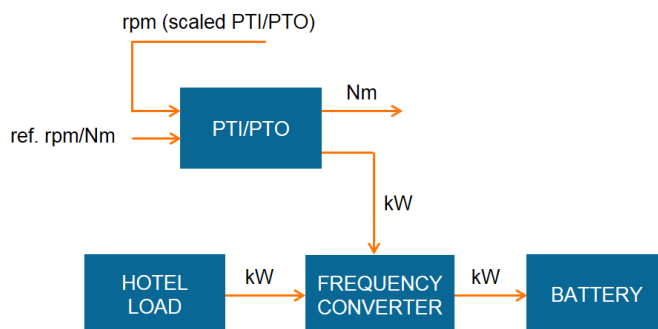 rpm (scaled PTI/PTO)
Nm
PTI/PTO
ref. rpm/Nm
kW
HOTEL
LOAD
kW
FREQUENCY
CONVERTER
kW
BATTERY